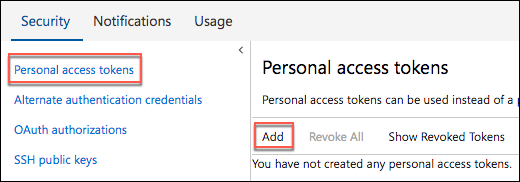 Security Notifications Usage
Personal access tokens
Alternate authentication credentials
OAuth authorizations
SSH public keys
Personal access tokens
Personal access tokens can be used instead of a
Add Revoke All Show Revoked Tokens
You have not created any personal access tokens.